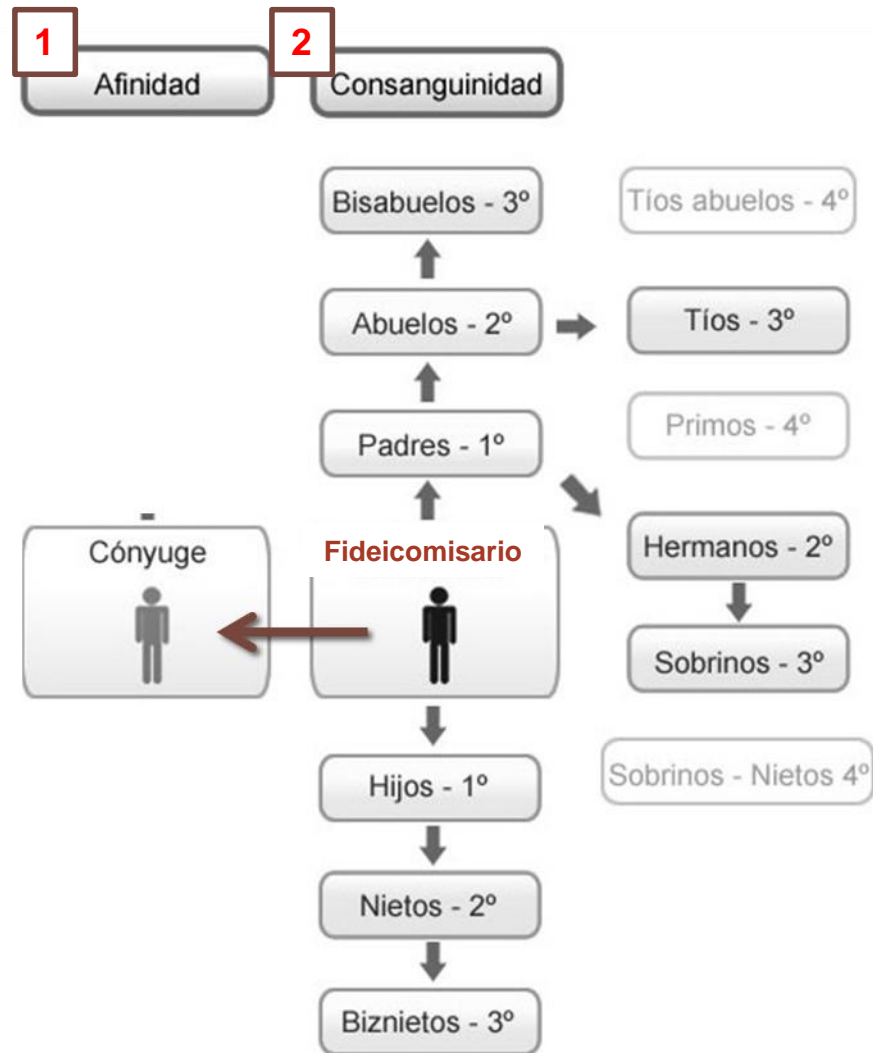 1
2
Afinidad
Consanguinidad
Bisabuelos - 3º
Tíos abuelos - 4º
Abuelos - 2º
Tíos - 3º
Padres - 1º
Primos - 4º
Cónyuge
Fideicomisario
Hermanos - 2º
Sobrinos - 3º
Hijos - 1º
Sobrinos - Nietos 4º
Nietos - 2º
Biznietos - 3º